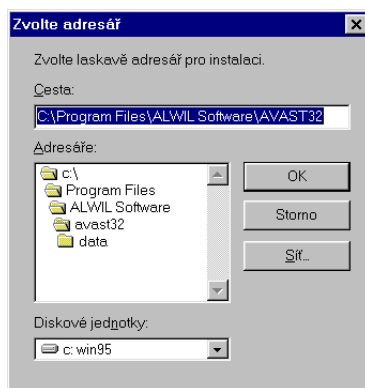 Zvolte adresář
Zvolte laskavě adresář pro instalaci.
Cesta:
C:\Program Files\ALWIL Software\AVAST32
Adresáře:
c:\
Program Files
ALWIL Software
avast32
data
OK
Storno
Síť...
Diskové jednotky:
c: win95